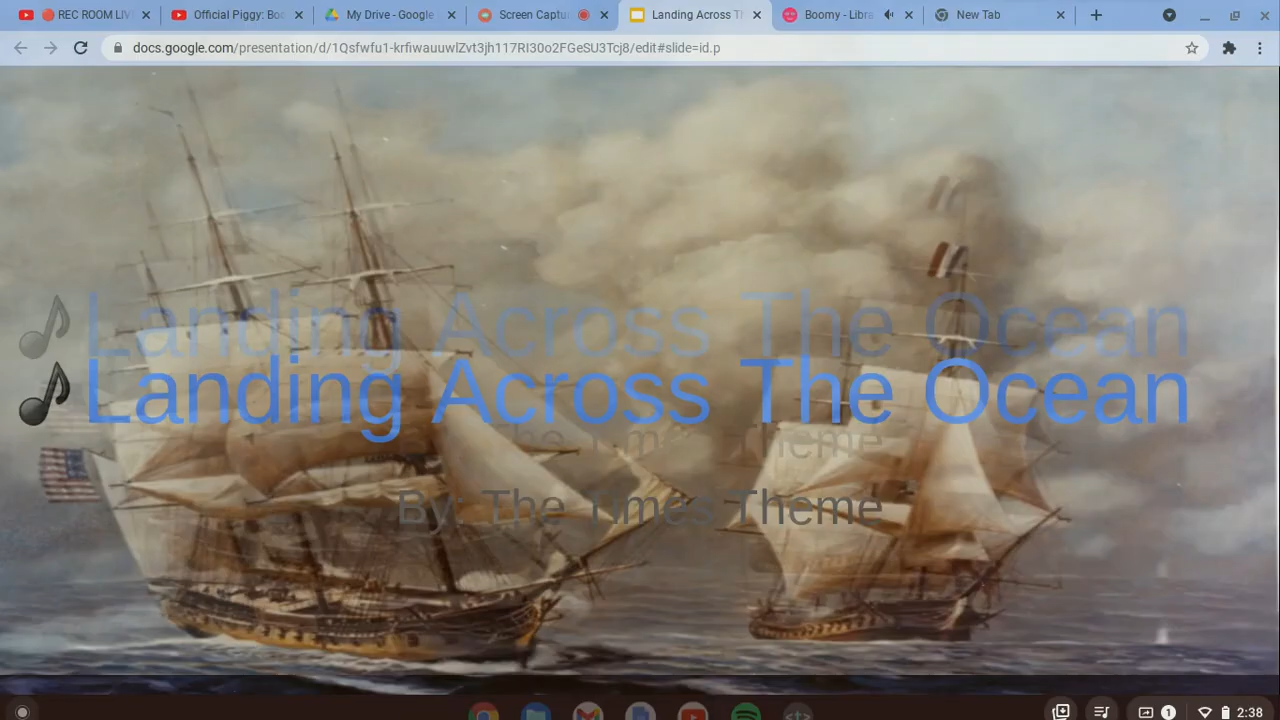 🔴 REC ROOM LIV
Official Piggy: Boo
My Drive - Google
Screen Captu
Landing Across T
Boomy - Libra
New Tab
docs.google.com/presentation/d/1Qsfwfu1-krfiwauuwlZvt3jh117RI30o2FGeSU3Tcj8/edit#slide=id.p
Landing Across The Ocean
🎵 Landing Across The Ocean
The Times Theme
By: The Times Theme
1
2:38